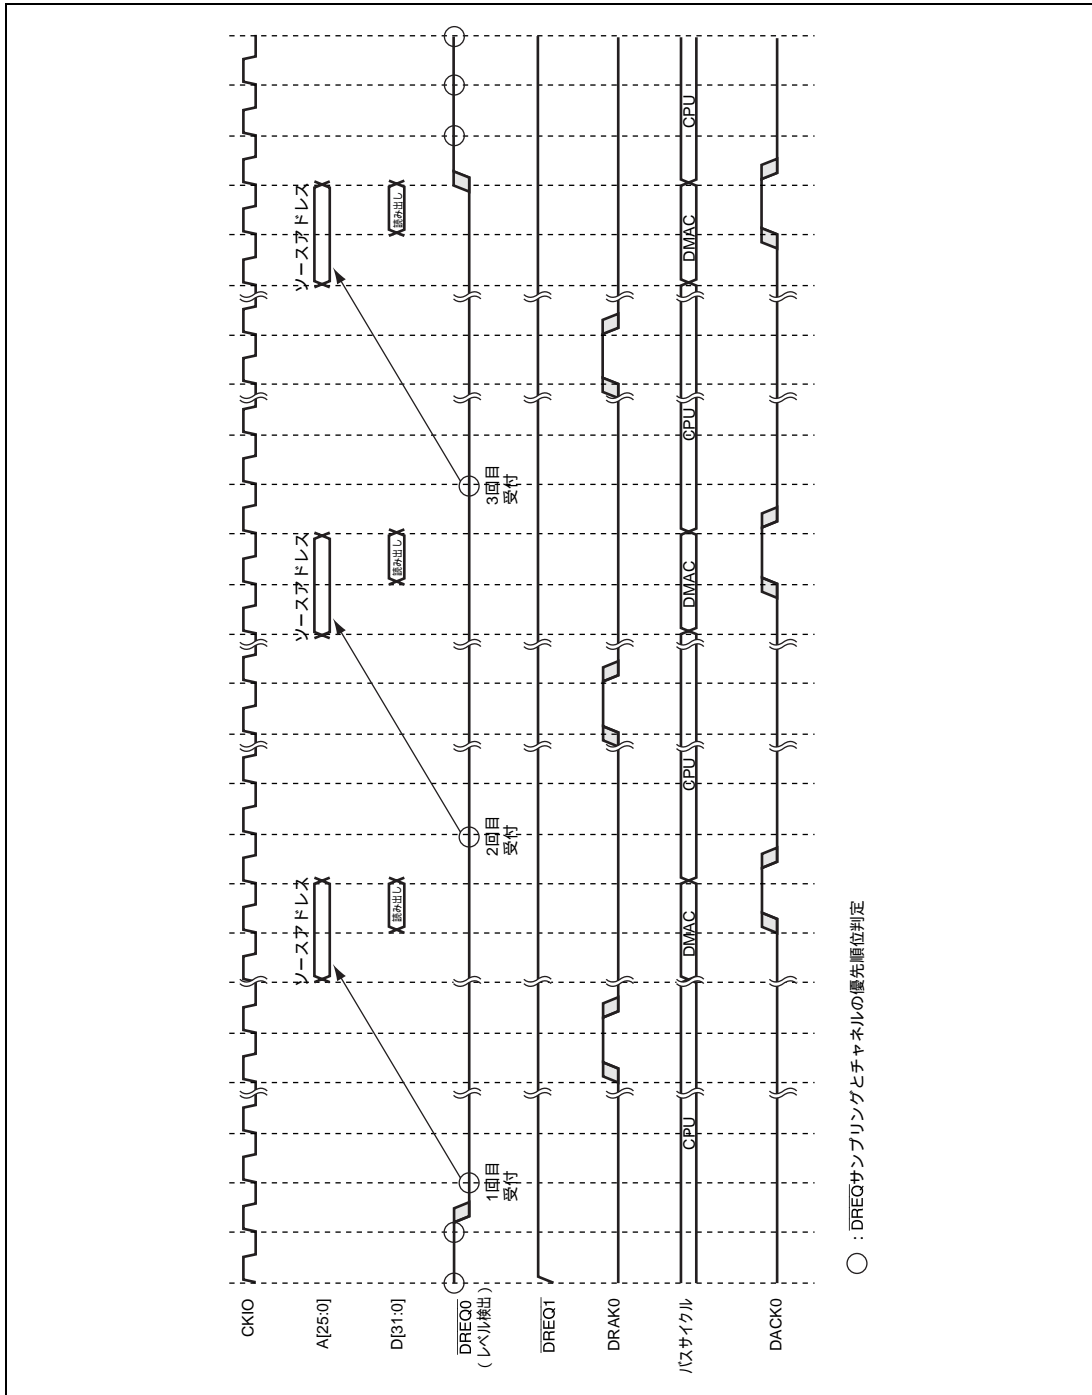 CKIO
A[25:0]
ソースアドレス
ソースアドレス
ソースアドレス
D[31:0]
読み出し
読み出し
読み出し
DREQ0
(レベル検出)
1回目
受付
2回目
受付
3回目
受付
DREQ1
DRAK0
バスサイクル
CPU
DMAC
CPU
DMAC
CPU
DMAC
CPU
DACK0
○ : DREQサンプリングとチャネルの優先順位判定